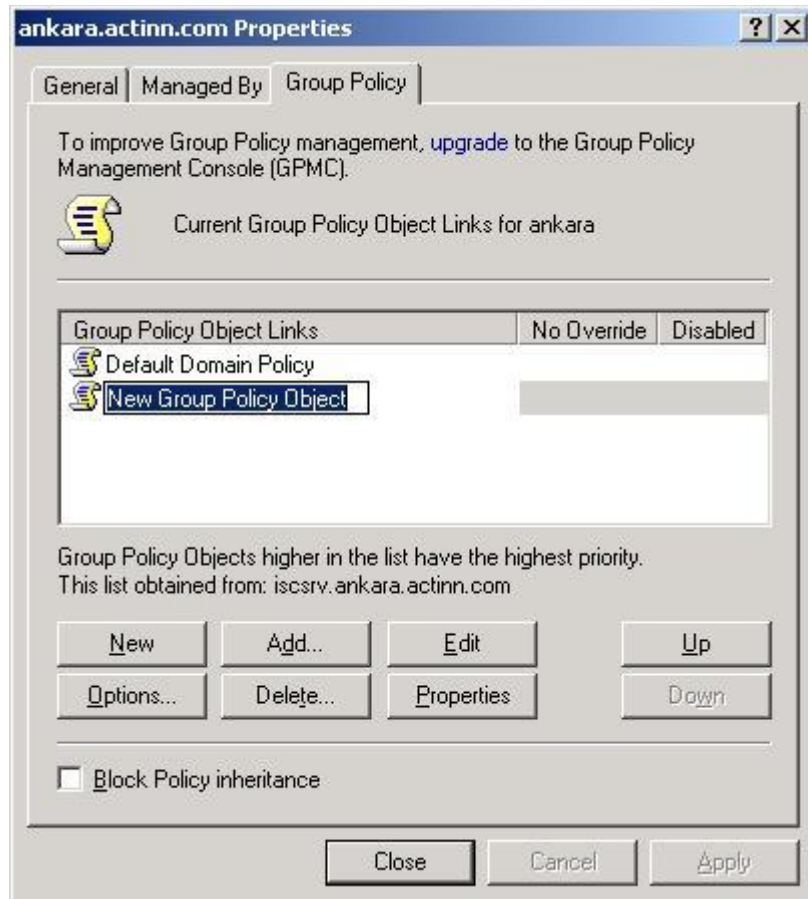 ankara.actinn.com Properties
General Managed By Group Policy
To improve Group Policy management, upgrade to the Group Policy
Management Console (GPMC).
Current Group Policy Object Links for ankara
Group Policy Object Links No Override Disabled
Default Domain Policy
New Group Policy Object
Group Policy Objects higher in the list have the highest priority.
This list obtained from: iscsrv.ankara.actinn.com
New Add... Edit Up
Options... Delete... Properties Down
Block Policy inheritance
Close Cancel Apply